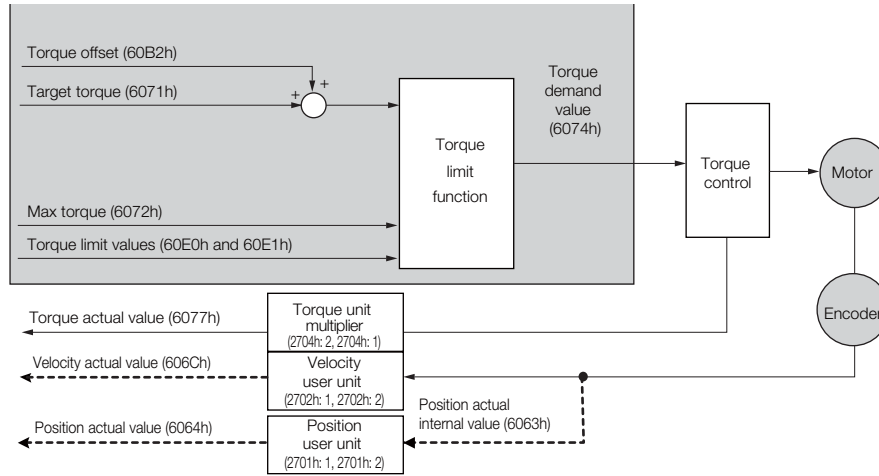 Torque offset (60B2h)
+
Target torque (6071h)
+
Torque
demand
value
(6074h)
Torque
limit
function
Torque
control
Motor
Max torque (6072h)
Torque limit values (60E0h and 60E1h)
Encoder
Torque actual value (6077h)
Torque unit
multiplier
(2704h: 2, 2704h: 1)
Velocity actual value (606Ch)
Velocity
user unit
(2702h: 1, 2702h: 2)
Position actual
internal value (6063h)
Position actual value (6064h)
Position
user unit
(2701h: 1, 2701h: 2)